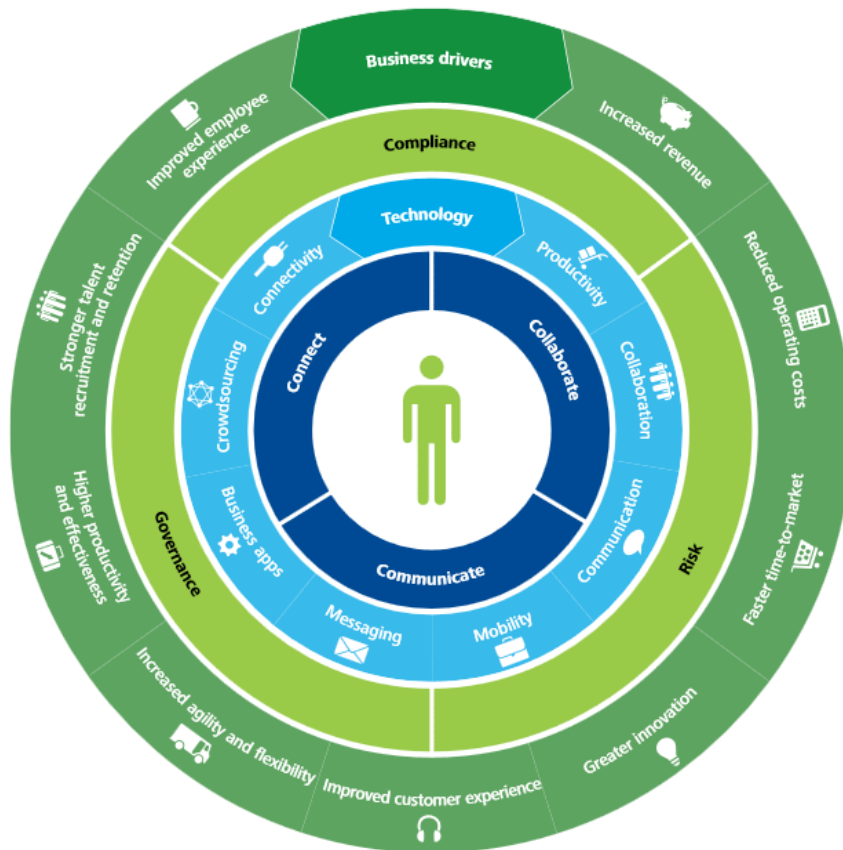 Business drivers
Increased revenue
Reduced operating costs
Faster time-to-market
Greater innovation
Improved customer experience
Increased agility and flexibility
Higher productivity
and effectiveness
Stronger talent
recruitment and retention
Improved employee
experience
Compliance
Risk
Governance
Technology
Productivity
Collaboration
Communication
Mobility
Messaging
Business apps
Crowdsourcing
Connectivity
Collaborate
Communicate
Connect